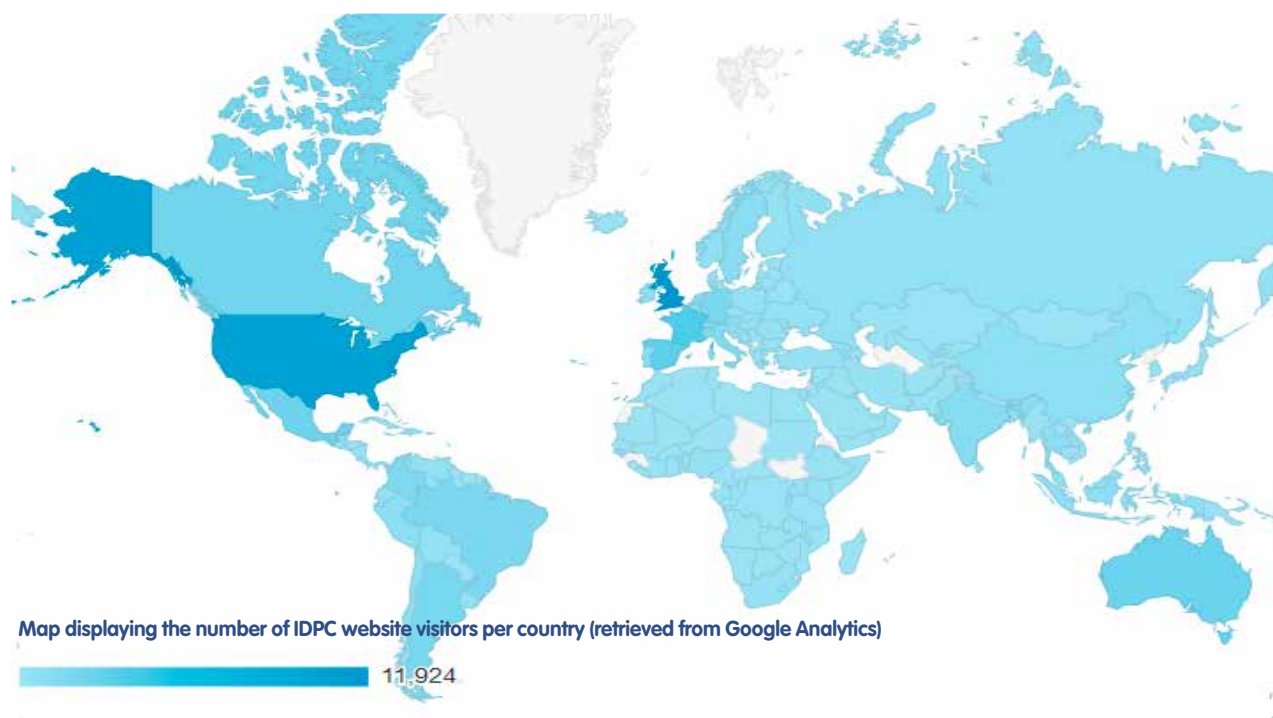 Map displaying the number of IDPC website visitors per country (retrieved from Google Analytics)
11,924